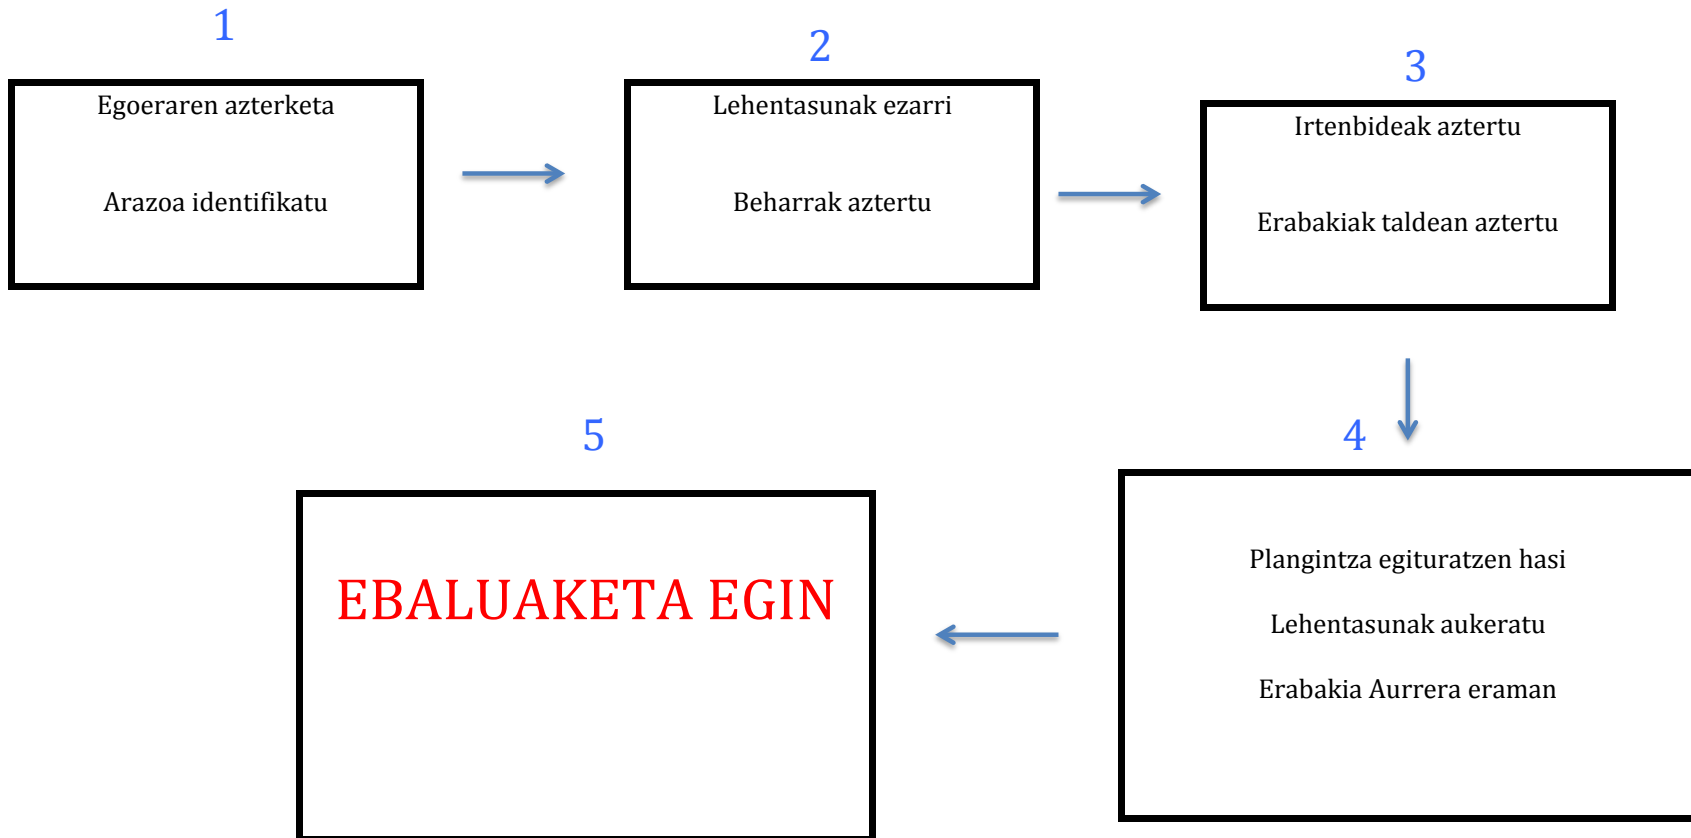 1
Egoeraren azterketa
Arazoa identifikatu
2
Lehentasunak ezarri
Beharrak aztertu
3
Irtenbideak aztertu
Erabakiak taldean aztertu
4
Plangintza egituratzen hasi
Lehentasunak aukeratu
Erabakia Aurrera eraman
5
EBALUAKETA EGIN